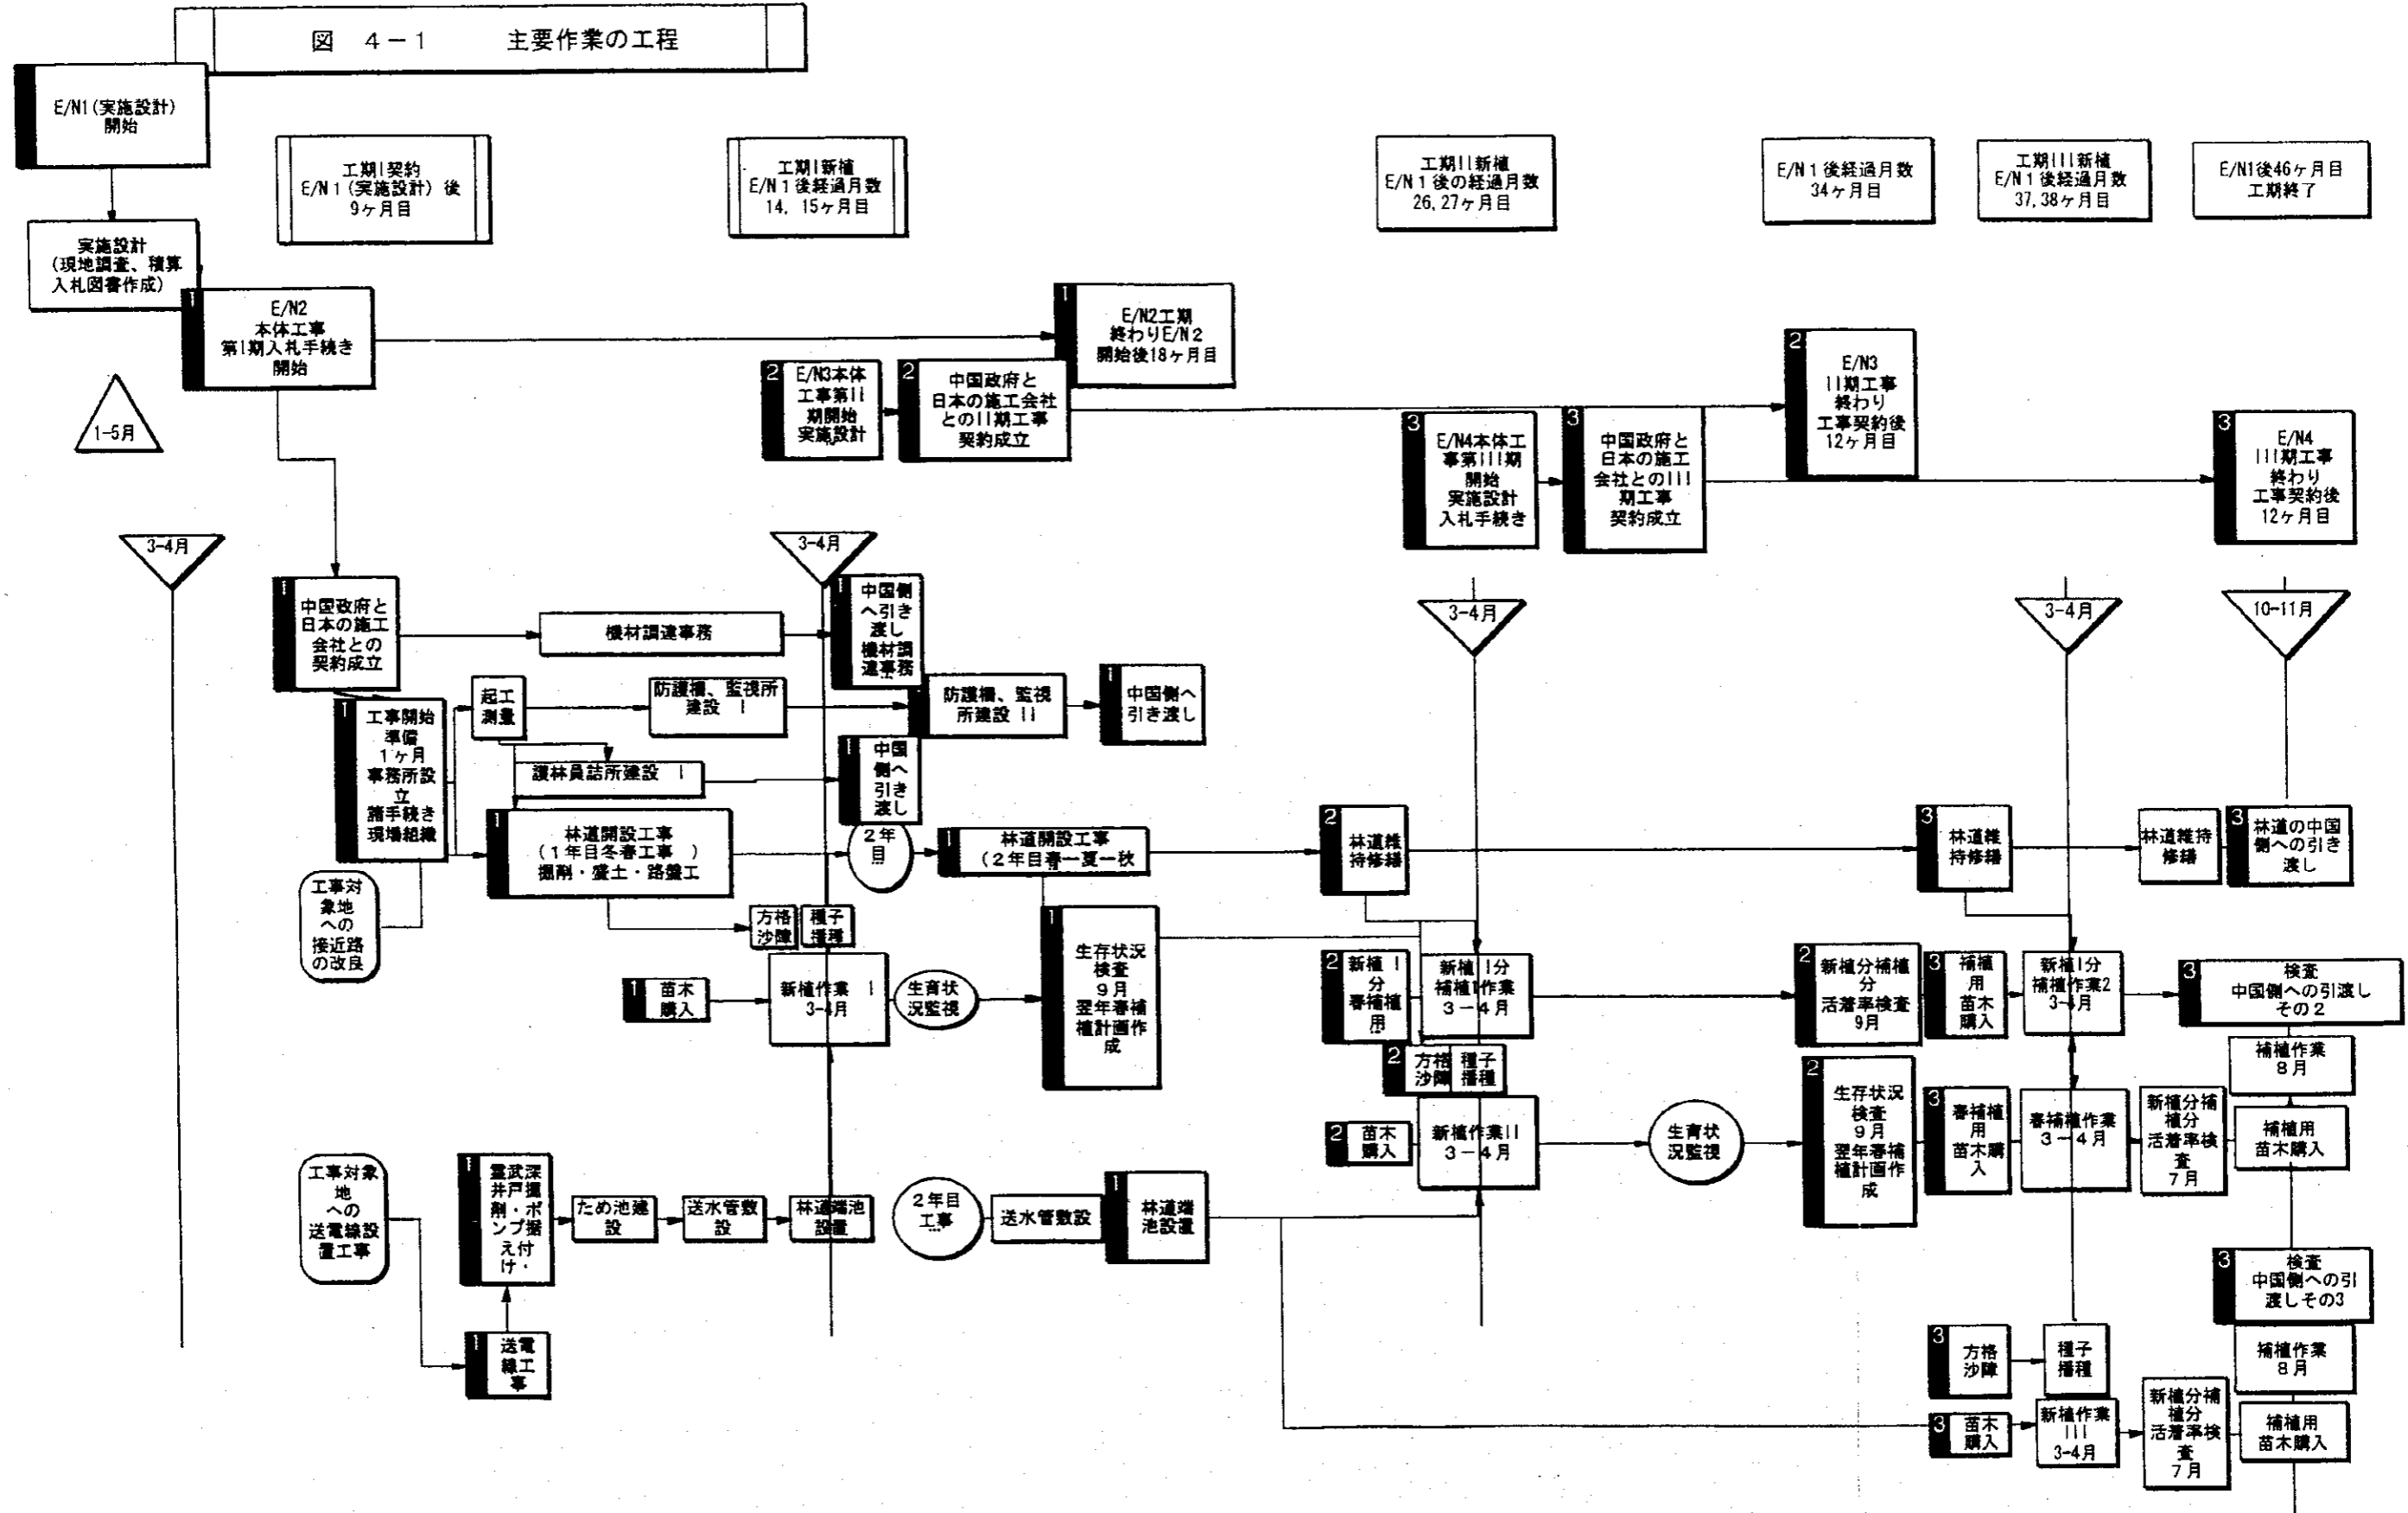 図 4-1 主要作業の工程
E/N1(実施設計)
開始
工期I契約
E/N1(実施設計)後
9ヶ月目
工期I新植
E/N1後経過月数
14, 15ヶ月目
工期II新植
E/N1後の経過月数
26,27ヶ月目
E/N1後経過月数
34ヶ月目
工期III新植
E/N1後経過月数
37,38ヶ月目
E/N1後46ヶ月目
工期終了
実施設計
(現地調査、積算
入札図書作成)
1
E/N2
本体工事
第I期入札手続き
開始
1
E/N2工期
終わりE/N2
開始後18ヶ月目
2
E/N3本体
工事第II
期開始
実施設計
2
中国政府と
日本の施工会社
とのII期工事
契約成立
2
E/N3
II期工事
終わり
工事契約後
12ヶ月目
1-5月
3
E/N4本体工
事第III期
開始
実施設計
入札手続き
3
中国政府と
日本の施工
会社とのIII
期工事
契約成立
3
E/N4
III期工事
終わり
工事契約後
12ヶ月目
3-4月
3-4月
3-4月
3-4月
10-11月
1
中国政府と
日本の施工
会社との
契約成立
機材調達事務
1
中国側
へ引き
渡し
機材調
達事務
1
工事開始
準備
1ヶ月
事務所設
立
諸手続き
現場組織
起工
測量
防護柵、監視所
建設 I
防護柵、監視
所建設 II
1
中国側へ
引き渡し
護林員詰所建設 I
1
中国
側へ
引き
渡し
1
林道開設工事
(1年目冬春工事 )
掘削・盛土・路盤工
2年
目
…
1
林道開設工事
(2年目春ー夏ー秋
2
林道維
持修繕
3
林道維
持修繕
林道維持
修繕
3
林道の中国
側への引き
渡し
工事対
象地
への
接近路
の改良
方格
沙障
種子
播種
1
苗木
購入
新植作業 I
3-4月
生育状
況監視
1
生存状況
検査
9月
翌年春補
植計画作
成
2
新植 I
分
春補植
用
…
新植 I分
補植I作業
3-4月
2
新植分補植
分
活着率検査
9月
3
補植
用
苗木
購入
新植I分
補植作業2
3-4月
3
検査
中国側への引渡し
その2
2
方格
沙障
種子
播種
補植作業
8月
2
苗木
購入
新植作業II
3-4月
生育状
況監視
2
生存状況
検査
9月
翌年春補
植計画作
成
3
春補植
用
苗木購
入
春補植作業
3-4月
新植分補
植分
活着率検
査
7月
補植用
苗木購入
工事対象
地
への
送電線設
置工事
1
霊武深
井戸掘
削・ポ
ンプ据
え付
け・
ため池建
設
送水管敷
設
林道端池
設置
2年目
工事
…
送水管敷設
1
林道端
池設置
3
検査
中国側への引
渡しその3
1
送電
線工
事
3
方格
沙障
種子
播種
補植作業
8月
3
苗木
購入
新植作業
III
3-4月
新植分補
植分
活着率検
査
7月
補植用
苗木購入